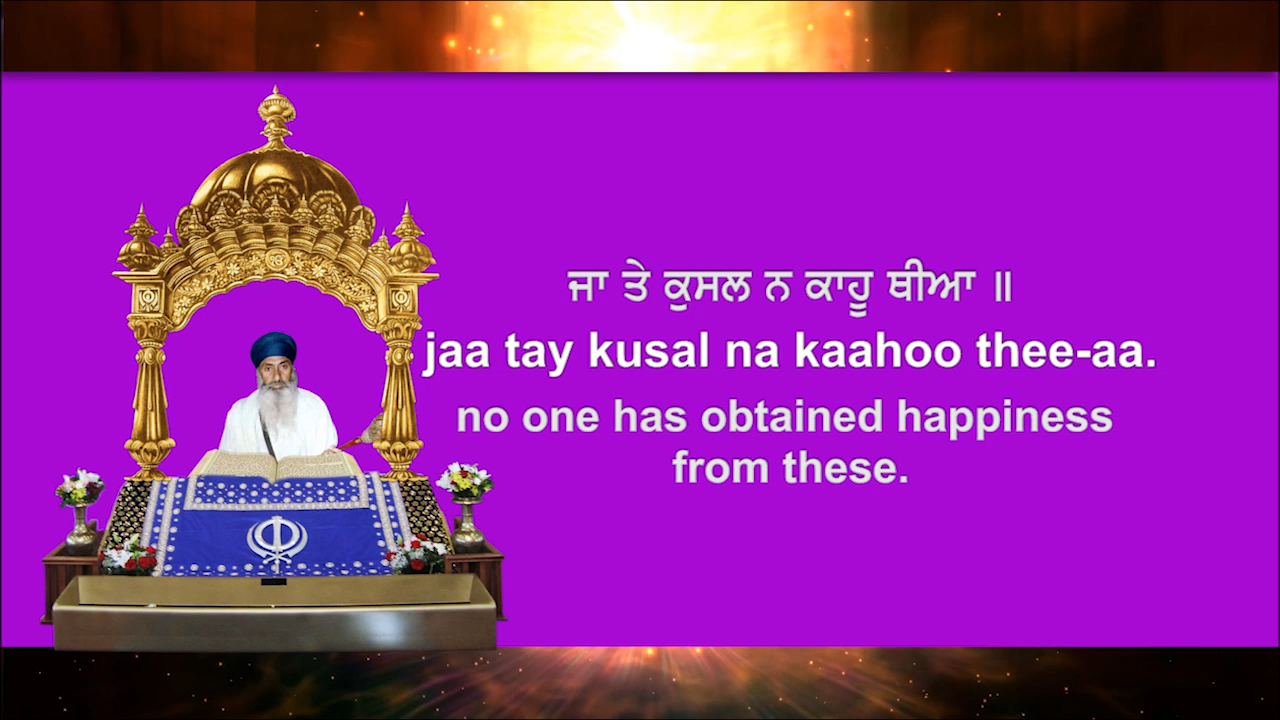 ਜਾ ਤੇ ਕੁਸਲ ਨ ਕਾਹੂ ਥੀਆ ॥
jaa tay kusal na kaahoo thee-aa.
no one has obtained happiness
from these.